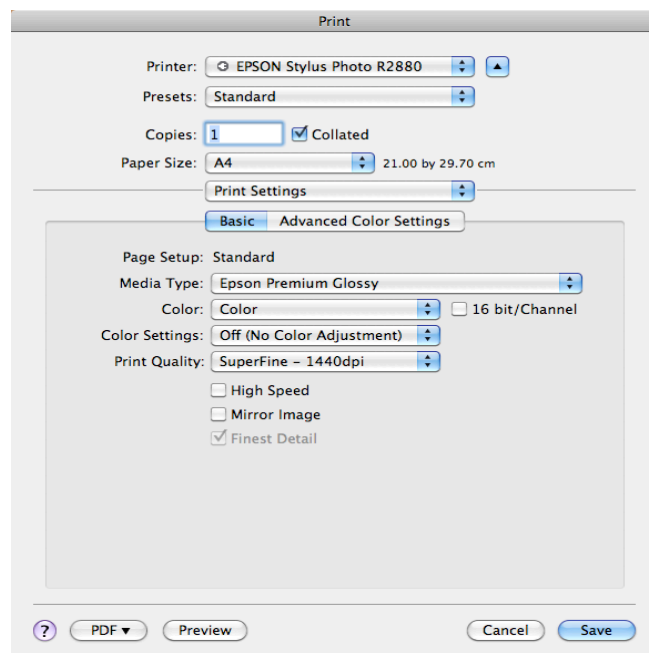 Print
Printer: EPSON Stylus Photo R2880
Presets: Standard
Copies: 1 Collated
Paper Size: A4 21.00 by 29.70 cm
Print Settings
Basic Advanced Color Settings
Page Setup: Standard
Media Type: Epson Premium Glossy
Color: Color 16 bit/Channel
Color Settings: Off (No Color Adjustment)
Print Quality: SuperFine – 1440dpi
High Speed
Mirror Image
Finest Detail
? PDF▼ Preview Cancel Save